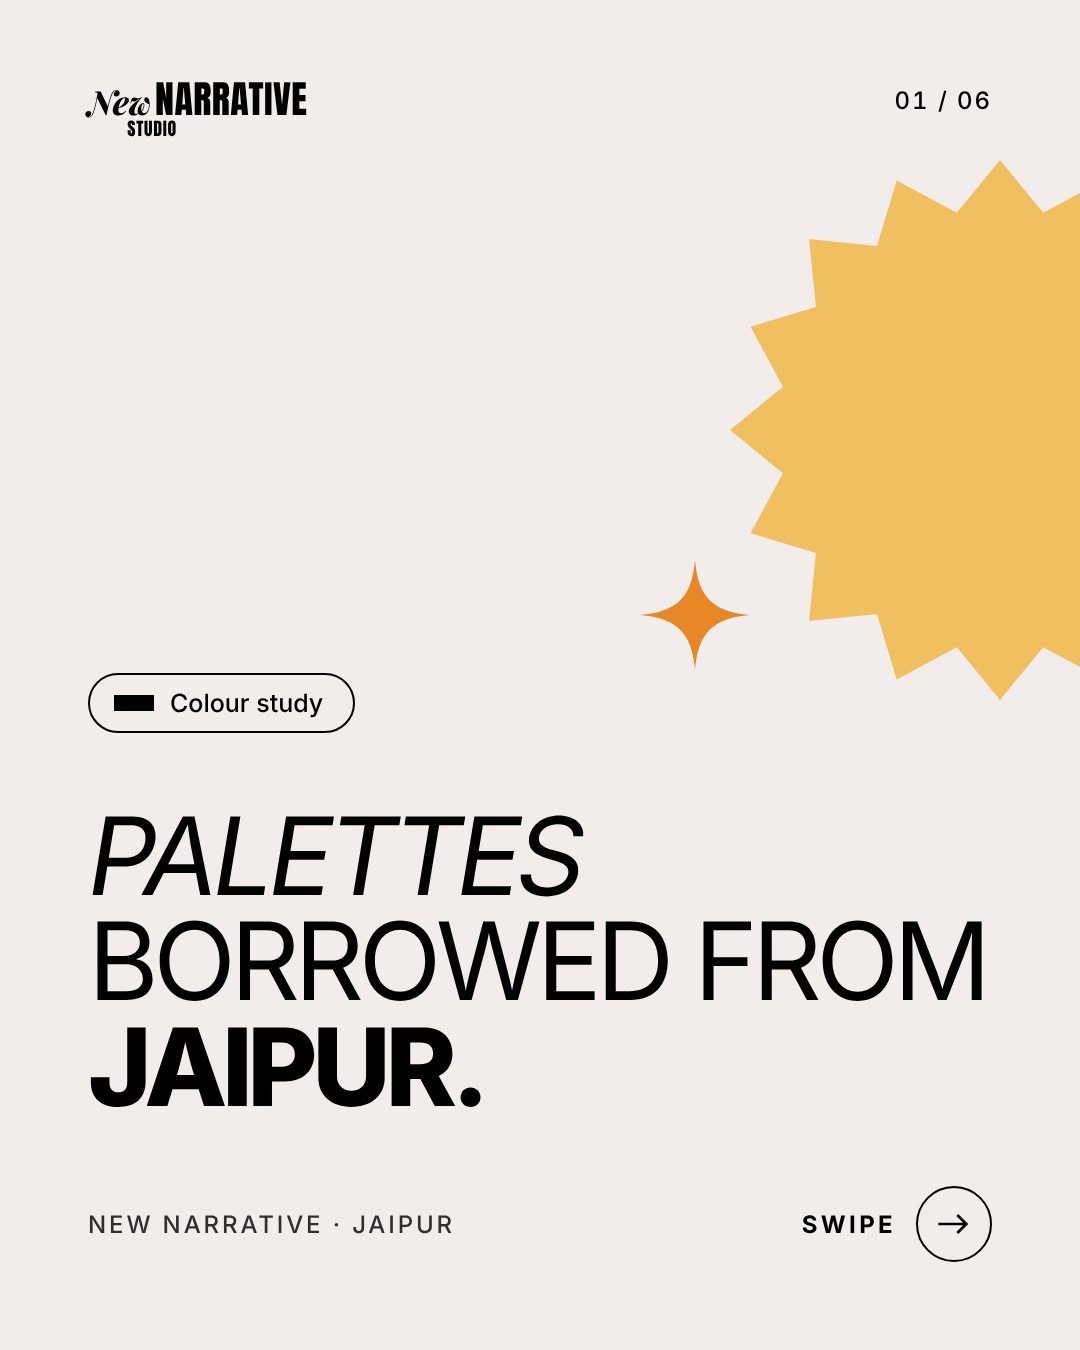 New NARRATIVE
STUDIO
01 / 06
Colour study
PALETTES
BORROWED FROM
JAIPUR.
NEW NARRATIVE · JAIPUR
SWIPE →